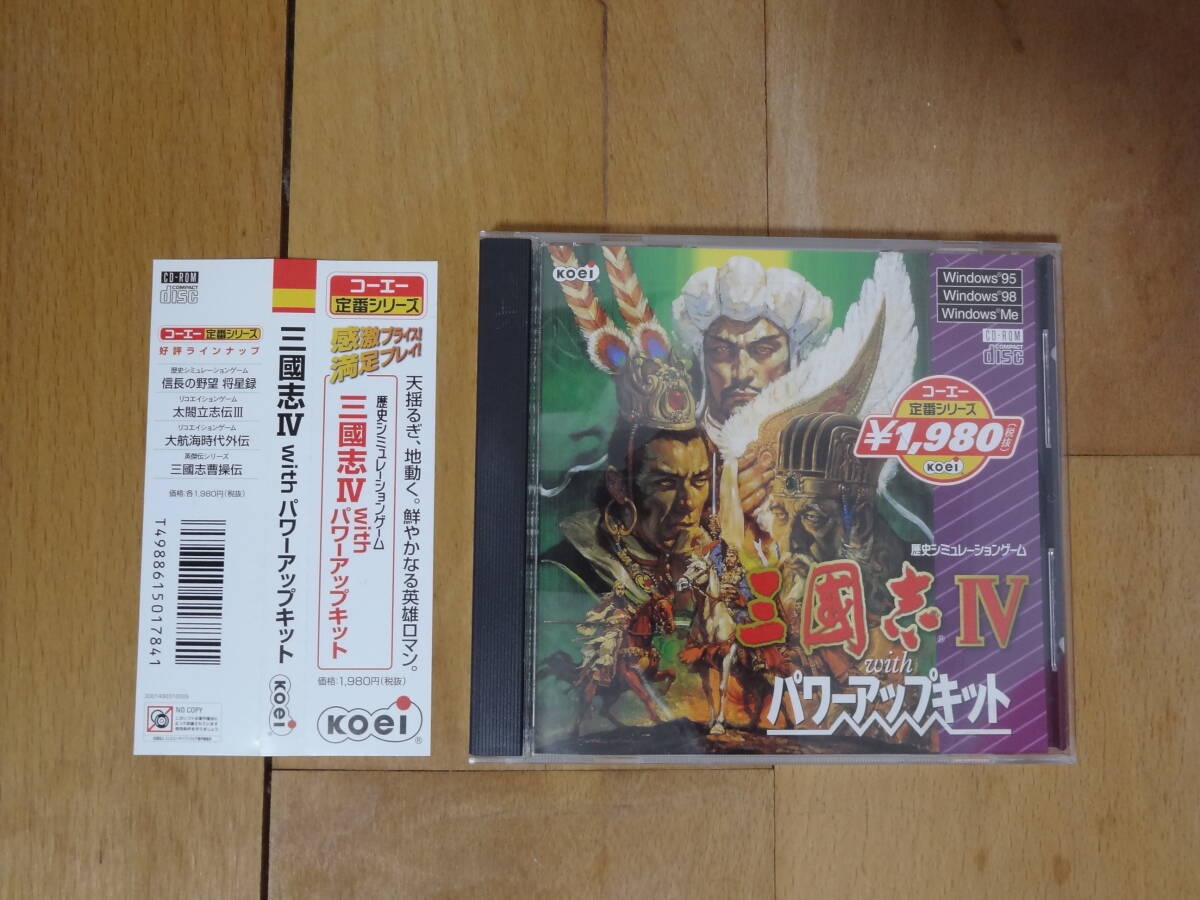 CD-ROM
COMPACT
disc
コーエー 定番シリーズ
好評ラインナップ
歴史シミュレーションゲーム
信長の野望 将星録
リコエイションゲーム
太閤立志伝III
リコエイションゲーム
大航海時代外伝
英傑伝シリーズ
三國志曹操伝
価格:各1,980円(税抜)
T4988615017841
NO COPY
三國志IV with パワーアップキット
KOEI®
コーエー
定番シリーズ
感激プライス!
満足プレイ!
天揺るぎ、地動く。鮮やかなる英雄ロマン。
歴史シミュレーションゲーム
三國志IV with パワーアップキット
価格:1,980円(税抜)
KOEI®
KOEI
Windows®95
Windows®98
Windows®Me
CD-ROM
COMPACT
disc
コーエー
定番シリーズ
¥1,980(税抜)
KOEI
歴史シミュレーションゲーム
三國志®IV
with
パワーアップキット